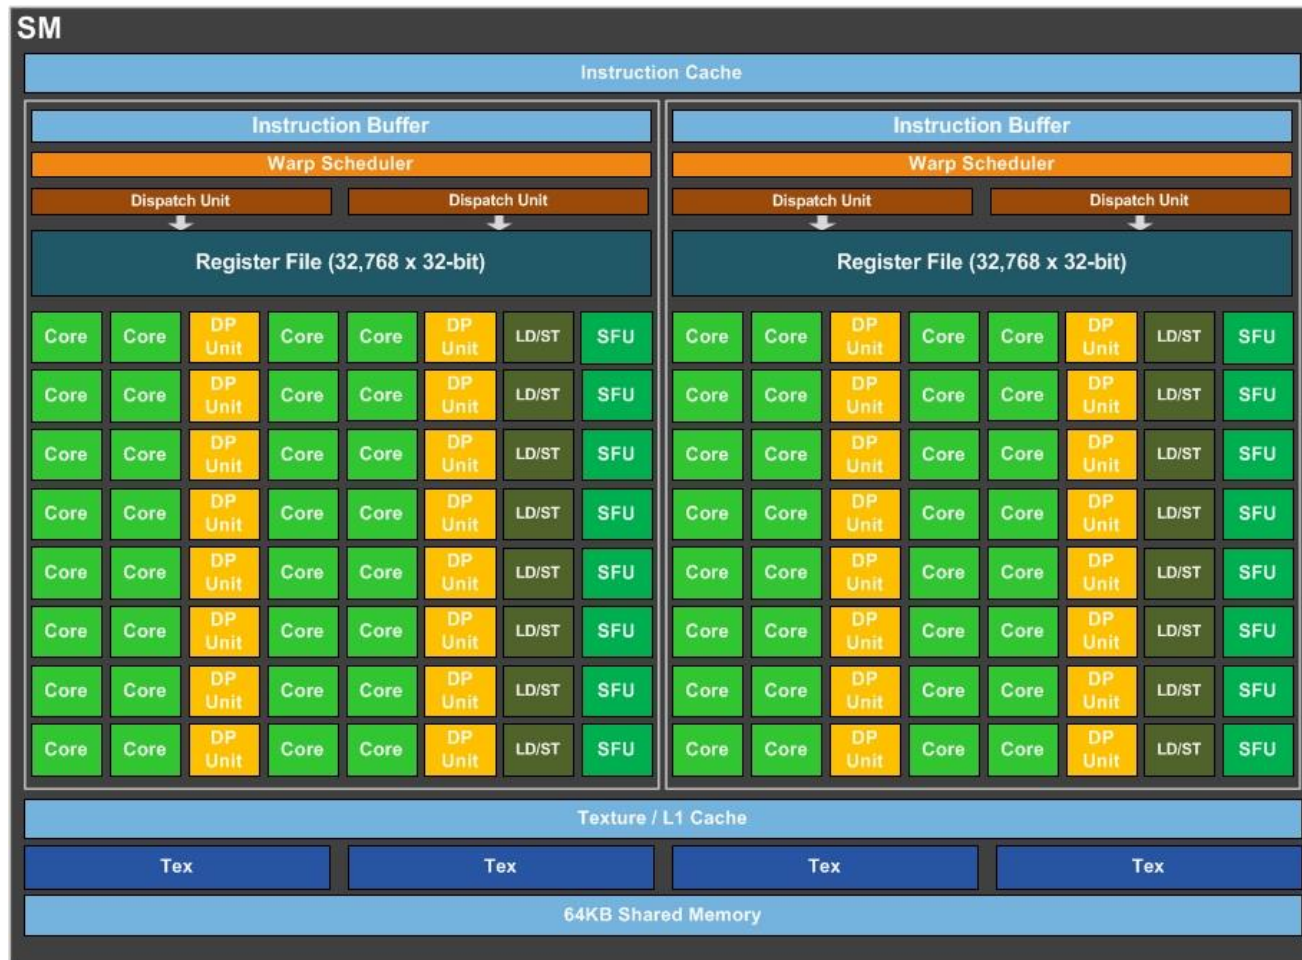 SM
Instruction Cache
Instruction Buffer Instruction Buffer
Warp Scheduler Warp Scheduler
Dispatch Unit Dispatch Unit Dispatch Unit Dispatch Unit
Register File (32,768 x 32-bit) Register File (32,768 x 32-bit)
Core Core DP Unit Core Core DP Unit LD/ST SFU Core Core DP Unit Core Core DP Unit LD/ST SFU
Core Core DP Unit Core Core DP Unit LD/ST SFU Core Core DP Unit Core Core DP Unit LD/ST SFU
Core Core DP Unit Core Core DP Unit LD/ST SFU Core Core DP Unit Core Core DP Unit LD/ST SFU
Core Core DP Unit Core Core DP Unit LD/ST SFU Core Core DP Unit Core Core DP Unit LD/ST SFU
Core Core DP Unit Core Core DP Unit LD/ST SFU Core Core DP Unit Core Core DP Unit LD/ST SFU
Core Core DP Unit Core Core DP Unit LD/ST SFU Core Core DP Unit Core Core DP Unit LD/ST SFU
Core Core DP Unit Core Core DP Unit LD/ST SFU Core Core DP Unit Core Core DP Unit LD/ST SFU
Core Core DP Unit Core Core DP Unit LD/ST SFU Core Core DP Unit Core Core DP Unit LD/ST SFU
Texture / L1 Cache
Tex Tex Tex Tex
64KB Shared Memory